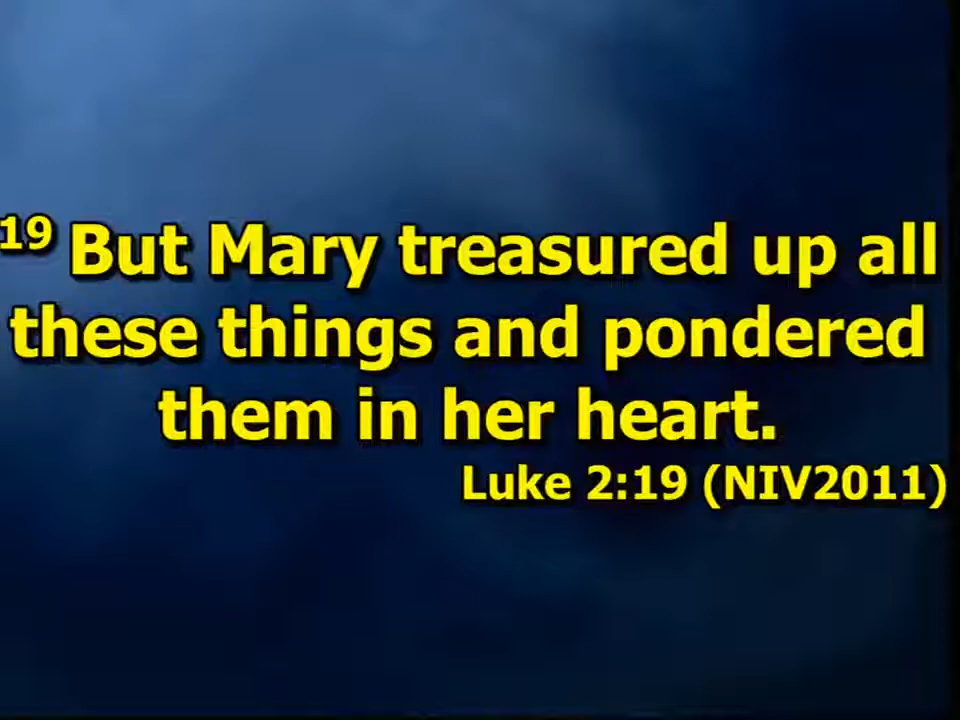 19 But Mary treasured up all
these things and pondered
them in her heart.
Luke 2:19 (NIV2011)